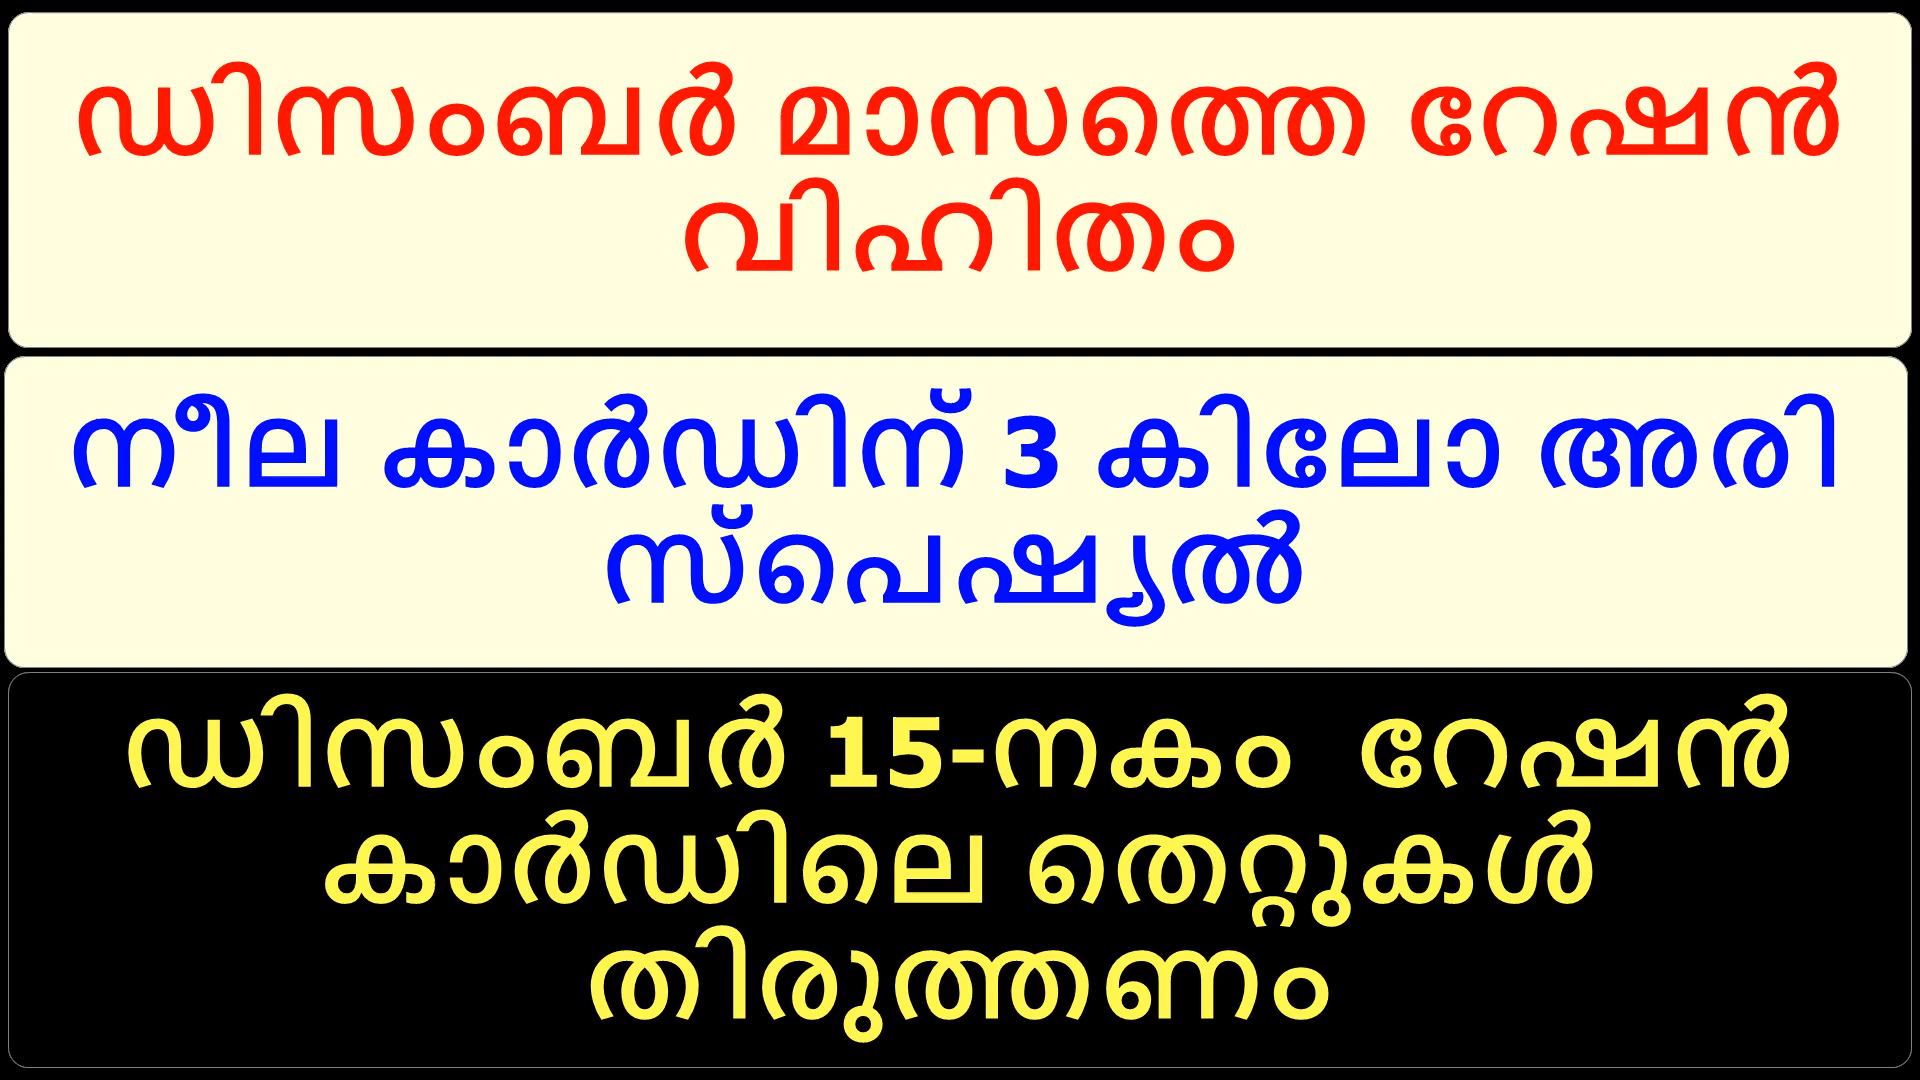 ഡിസംബർ മാസത്തെ റേഷൻ
വിഹിതം
നീല കാർഡിന് 3 കിലോ അരി
സ്പെഷ്യൽ
ഡിസംബർ 15-നകം  റേഷൻ
കാർഡിലെ തെറ്റുകൾ
തിരുത്തണം